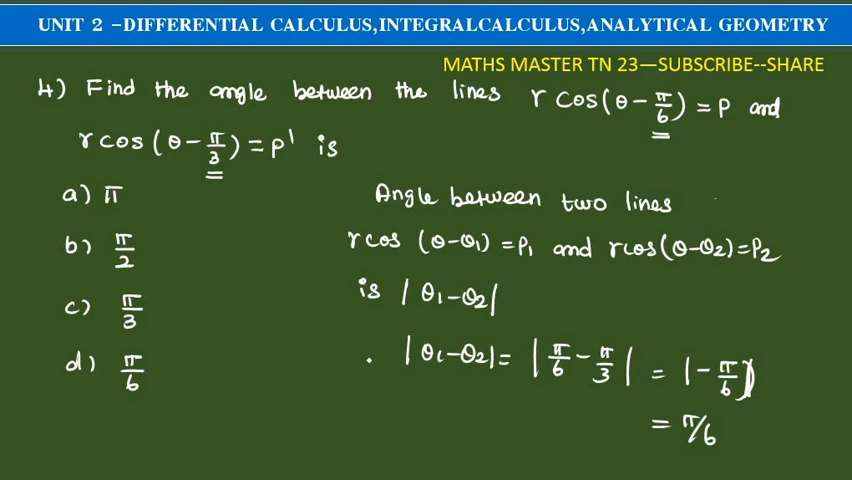 UNIT 2 –DIFFERENTIAL CALCULUS,INTEGRALCALCULUS,ANALYTICAL GEOMETRY
MATHS MASTER TN 23—SUBSCRIBE--SHARE
4) Find the angle between the lines r cos(θ - π/6) = P and
r cos(θ - π/3) = P' is
a) π
b) π/2
c) π/3
d) π/6
Angle between two lines
r cos (θ-θ1) = P1 and r cos(θ-θ2)=P2
is |θ1-θ2|
. |θ1-θ2| = |π/6 - π/3| = |-π/6|
= π/6